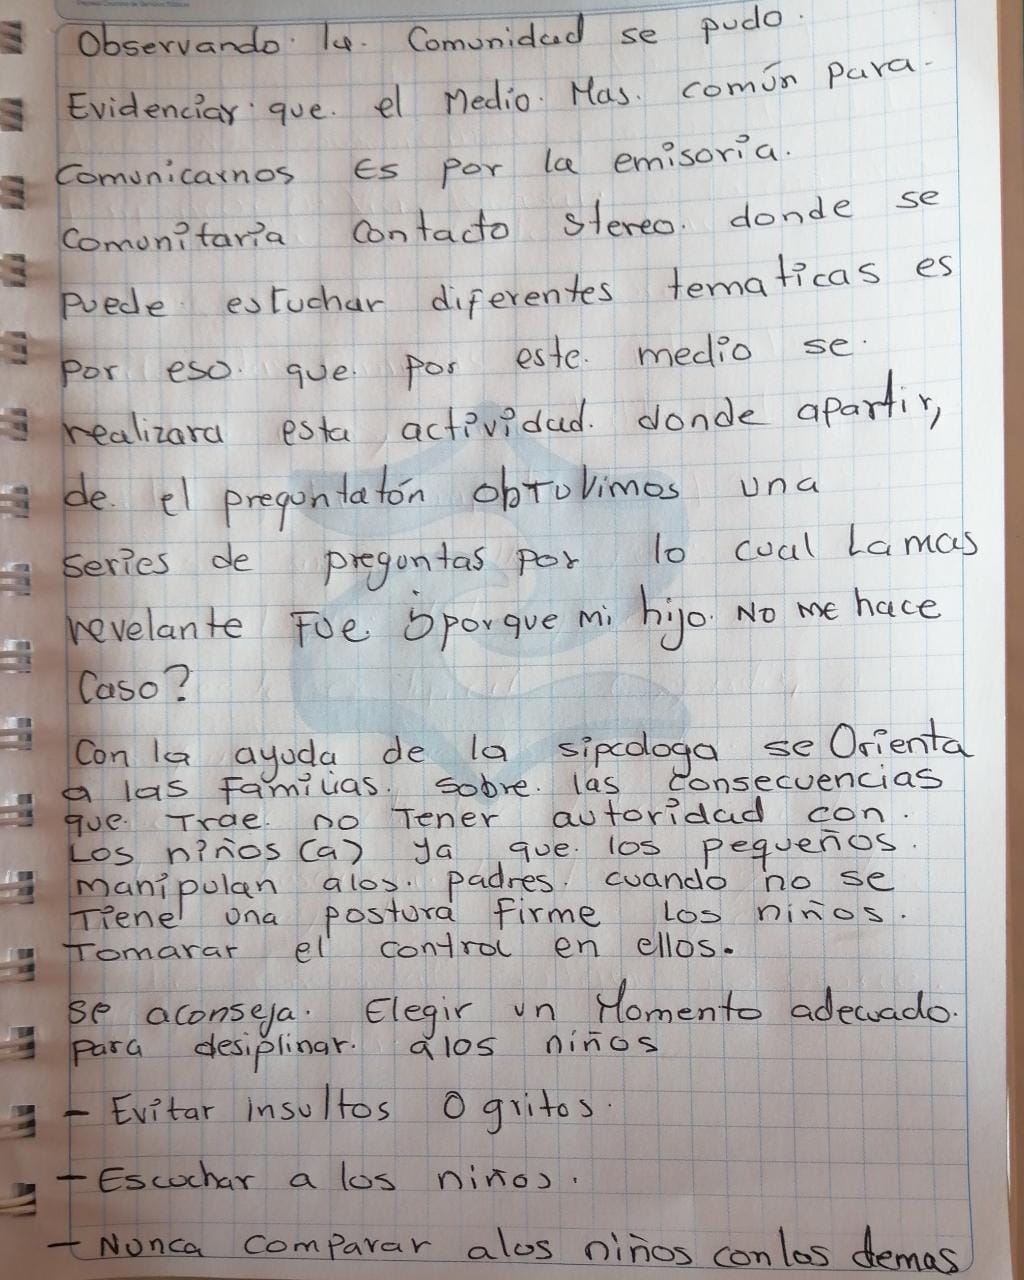 Observando la Comunidad se pudo.
Evidenciar que. el Medio. Mas. común para-
Comunicarnos Es por la emisoria.
Comunitaria Contacto Stereo. donde se
puede estuchar diferentes tematicas es
por eso. que por este. medio se.
realizara esta actividad. donde apartir,
de. el preguntatón obtuvimos una
series de preguntas por lo cual La mas
revelante Fue. ¿porque mi hijo. No ME hace
Caso?
Con la ayuda de la sipcologa se Orienta
a las Familias. sobre. las consecuencias
que. Trae. no Tener autoridad con.
Los niños (a) ya que. los pequeños.
manipulan alos. padres. cuando no se
Tiene una postura Firme Los niños.
Tomarar el control en ellos.
se aconseja. Elegir un Momento adecuado.
para desiplinar. alos niños
- Evitar insultos O gritos.
- Escuchar a los niños.
- Nunca comparar alos niños con los demas